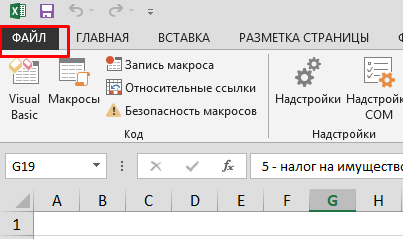 ФАЙЛ ГЛАВНАЯ ВСТАВКА РАЗМЕТКА СТРАНИЦЫ
Visual Basic
Макросы
Запись макроса
Относительные ссылки
Безопасность макросов
Код
Надстройки
Надстройки COM
Надстройки
G19 fx 5 - налог на имущество
A B C D E F G H
1